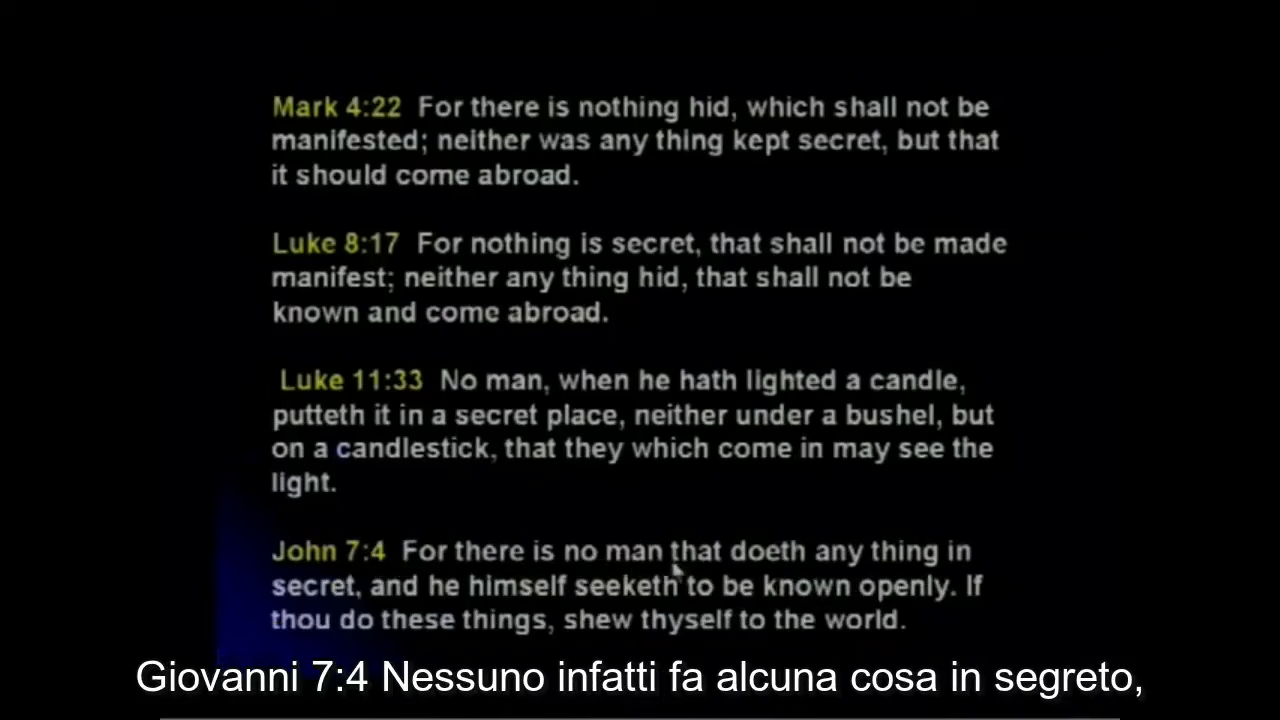 Mark 4:22 For there is nothing hid, which shall not be
manifested; neither was any thing kept secret, but that
it should come abroad.
Luke 8:17 For nothing is secret, that shall not be made
manifest; neither any thing hid, that shall not be
known and come abroad.
Luke 11:33 No man, when he hath lighted a candle,
putteth it in a secret place, neither under a bushel, but
on a candlestick, that they which come in may see the
light.
John 7:4 For there is no man that doeth any thing in
secret, and he himself seeketh to be known openly. If
thou do these things, shew thyself to the world.
Giovanni 7:4 Nessuno infatti fa alcuna cosa in segreto,